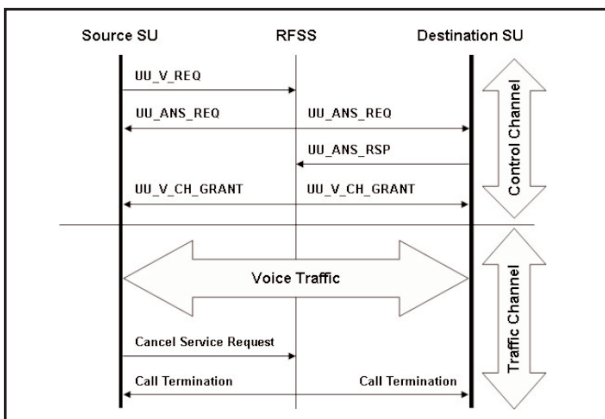 Source SU RFSS Destination SU
UU_V_REQ
UU_ANS_REQ UU_ANS_REQ
UU_ANS_RSP
UU_V_CH_GRANT UU_V_CH_GRANT
Control Channel
Voice Traffic
Cancel Service Request
Call Termination Call Termination
Traffic Channel